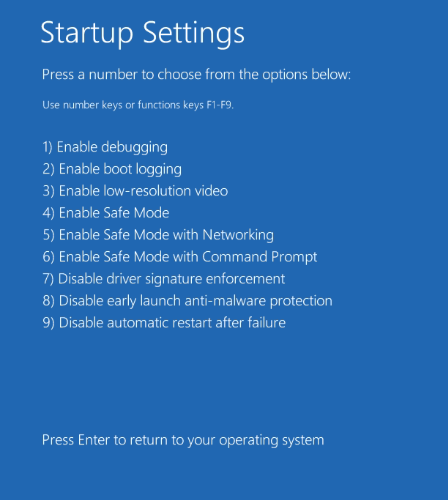 Startup Settings
Press a number to choose from the options below:
Use number keys or functions keys F1-F9.
1) Enable debugging
2) Enable boot logging
3) Enable low-resolution video
4) Enable Safe Mode
5) Enable Safe Mode with Networking
6) Enable Safe Mode with Command Prompt
7) Disable driver signature enforcement
8) Disable early launch anti-malware protection
9) Disable automatic restart after failure
Press Enter to return to your operating system